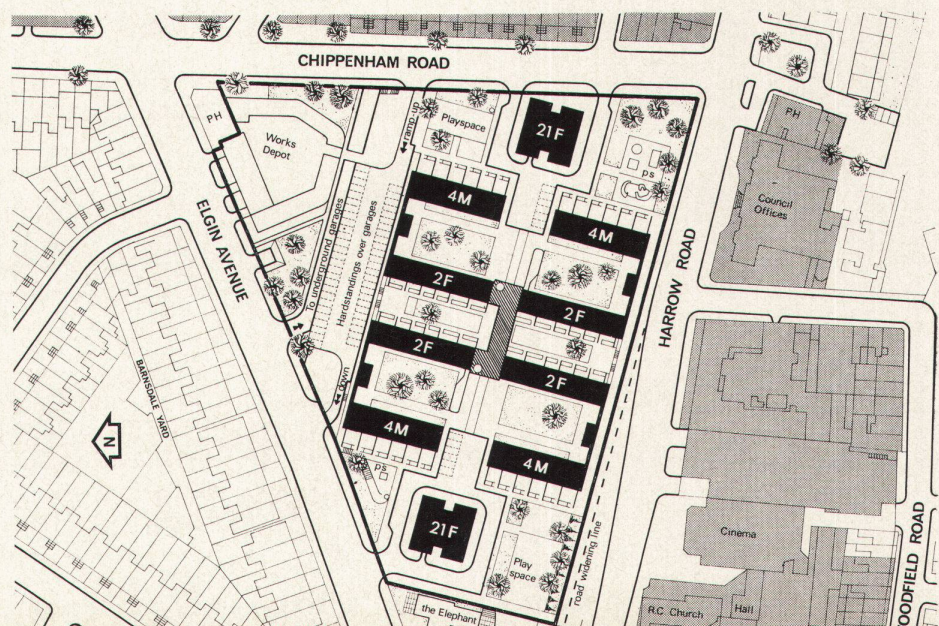 CHIPPENHAM ROAD
PH
Works
Depot
ramp-up
Playspace
21F
ps
PH
Council
Offices
ELGIN AVENUE
To underground garages
Hardstandings over garages
4M
4M
2F
2F
2F
2F
4M
4M
HARROW ROAD
BARNSDALE YARD
N
down
ps
21F
Play
space
road widening line
the Elephant
Cinema
R.C. Church
Hall
OODFIELD ROAD